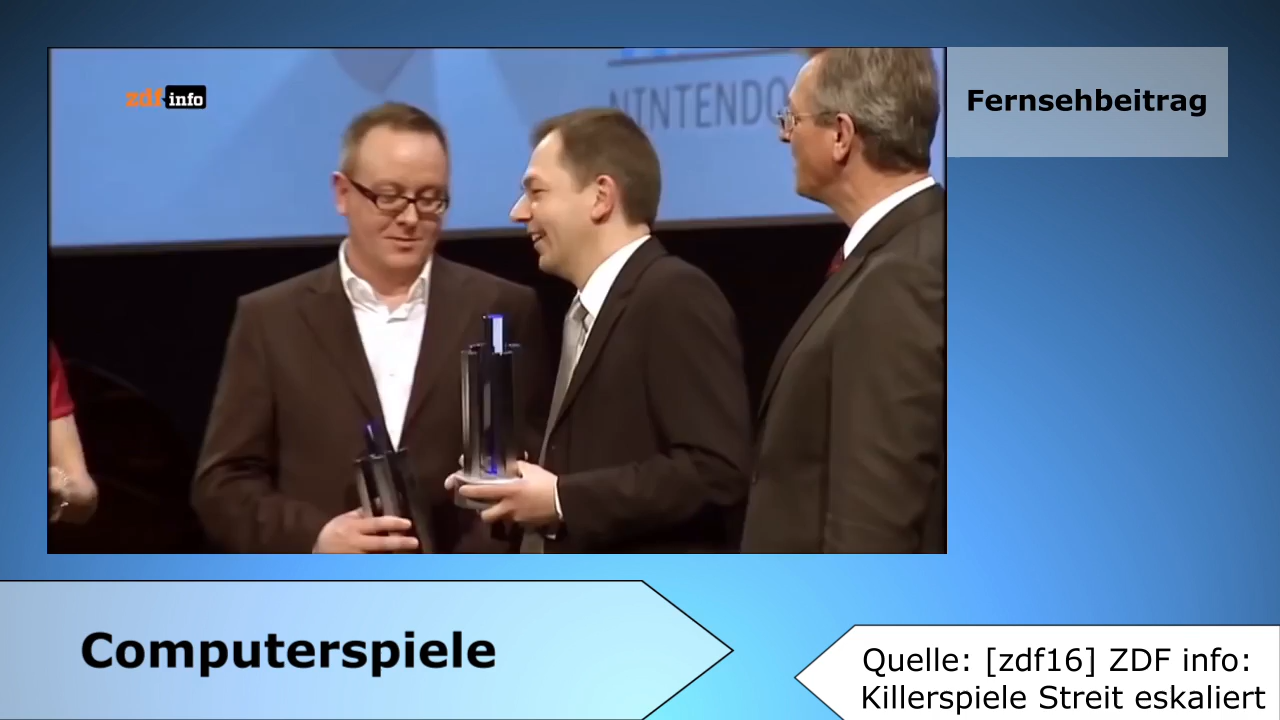 zdf info
NINTENDO
Fernsehbeitrag
Computerspiele
Quelle: [zdf16] ZDF info:
Killerspiele Streit eskaliert